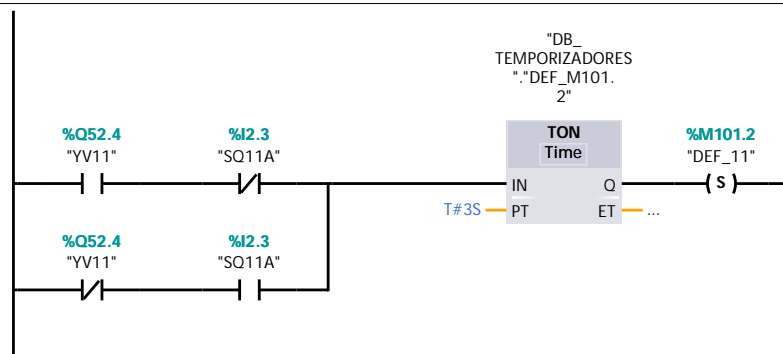 "DB_
TEMPORIZADORES
"."DEF_M101.
2"
%Q52.4
"YV11"
%I2.3
"SQ11A"
TON
Time
%M101.2
"DEF_11"
IN
Q
S
T#3S
PT
ET
...
%Q52.4
"YV11"
%I2.3
"SQ11A"